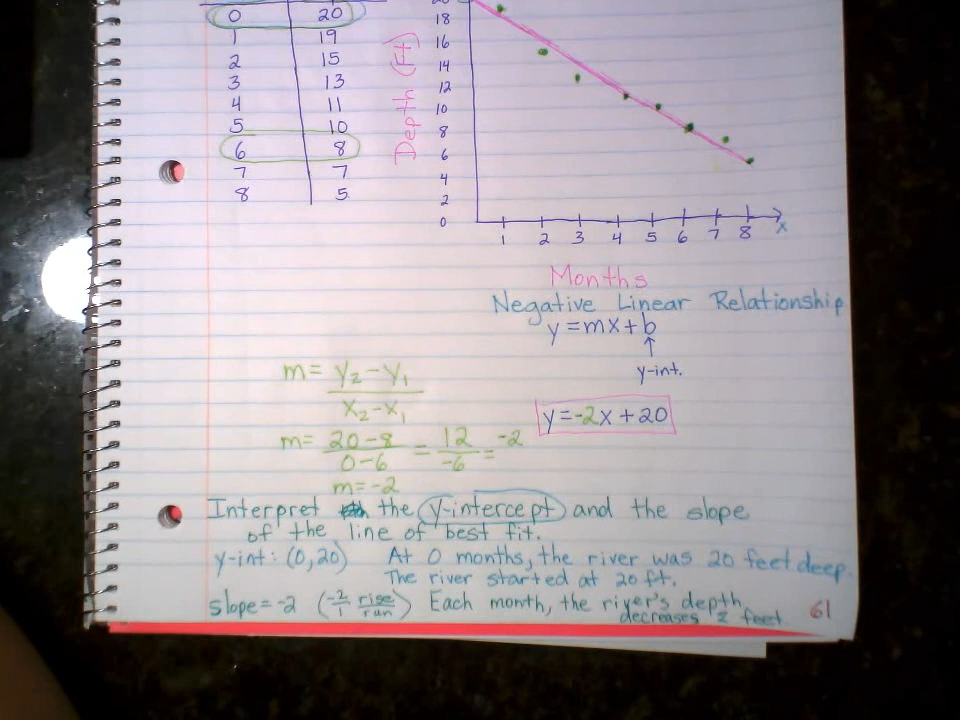 0 20
1 19
2 15
3 13
4 11
5 10
6 8
7 7
8 5
Depth (Ft)
20
18
16
14
12
10
8
6
4
2
0
1 2 3 4 5 6 7 8 x
Months
Negative Linear Relationship
y = mx + b
y-int.
m = y₂ - y₁
x₂ - x₁
y = -2x + 20
m = 20 - 8 = 12 = -2
0 - 6 -6
m = -2
Interpret the y-intercept and the slope
of the line of best fit.
y-int: (0, 20) At 0 months, the river was 20 feet deep.
The river started at 20 ft.
slope = -2 (-2/1 rise/run) Each month, the river's depth
decreases 2 feet
61